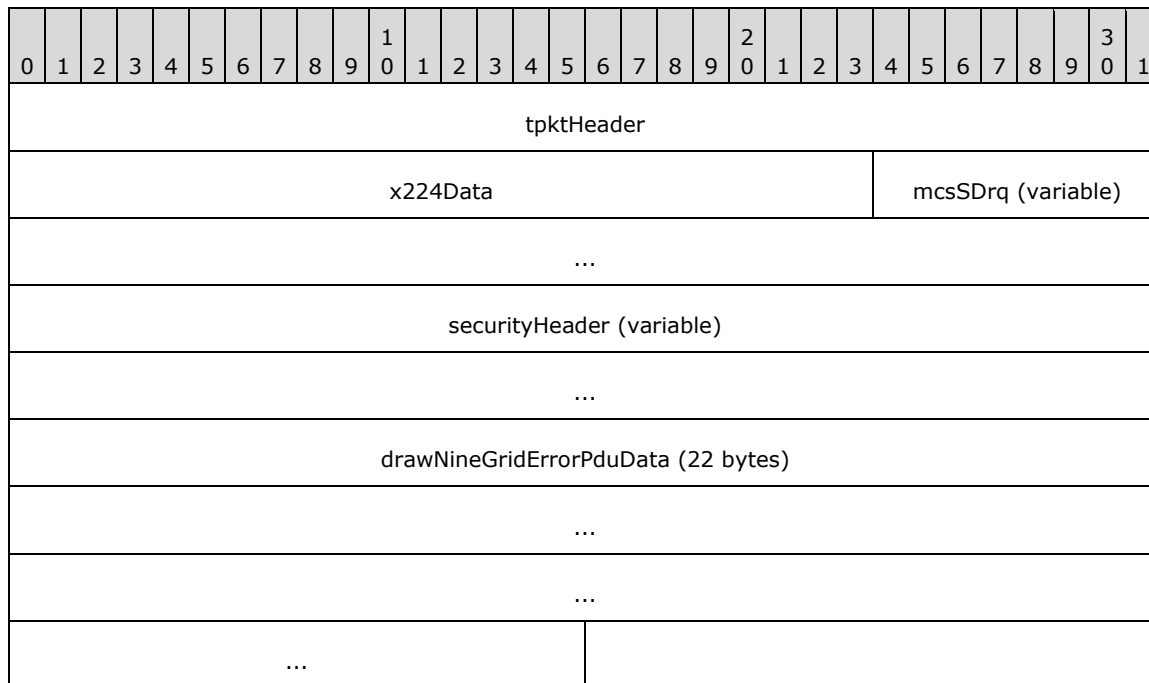 1 2 3
0 1 2 3 4 5 6 7 8 9 0 1 2 3 4 5 6 7 8 9 0 1 2 3 4 5 6 7 8 9 0 1
tpktHeader
x224Data mcsSDrq (variable)
...
securityHeader (variable)
...
drawNineGridErrorPduData (22 bytes)
...
...
...